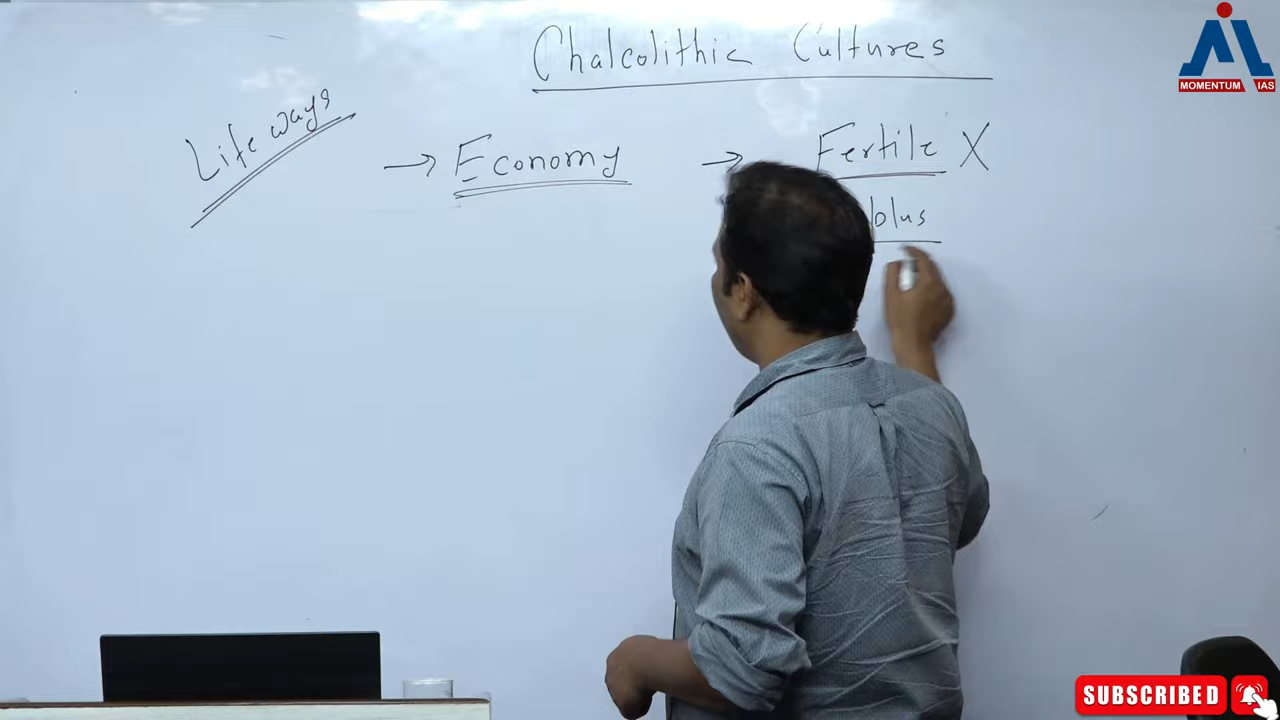 Chalcolithic Cultures
Life ways
→ Economy → Fertile X
MOMENTUM IAS
SUBSCRIBED